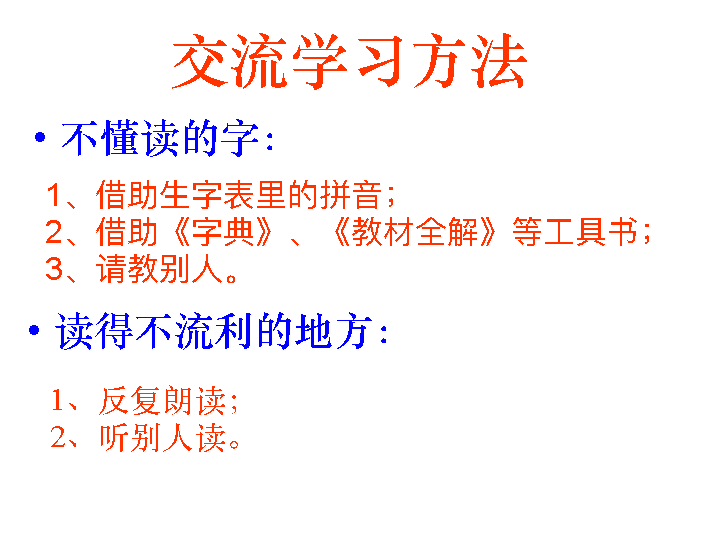 交流学习方法
•不懂读的字：
1、借助生字表里的拼音；
2、借助《字典》、《教材全解》等工具书；
3、请教别人。
•读得不流利的地方：
1、反复朗读；
2、听别人读。